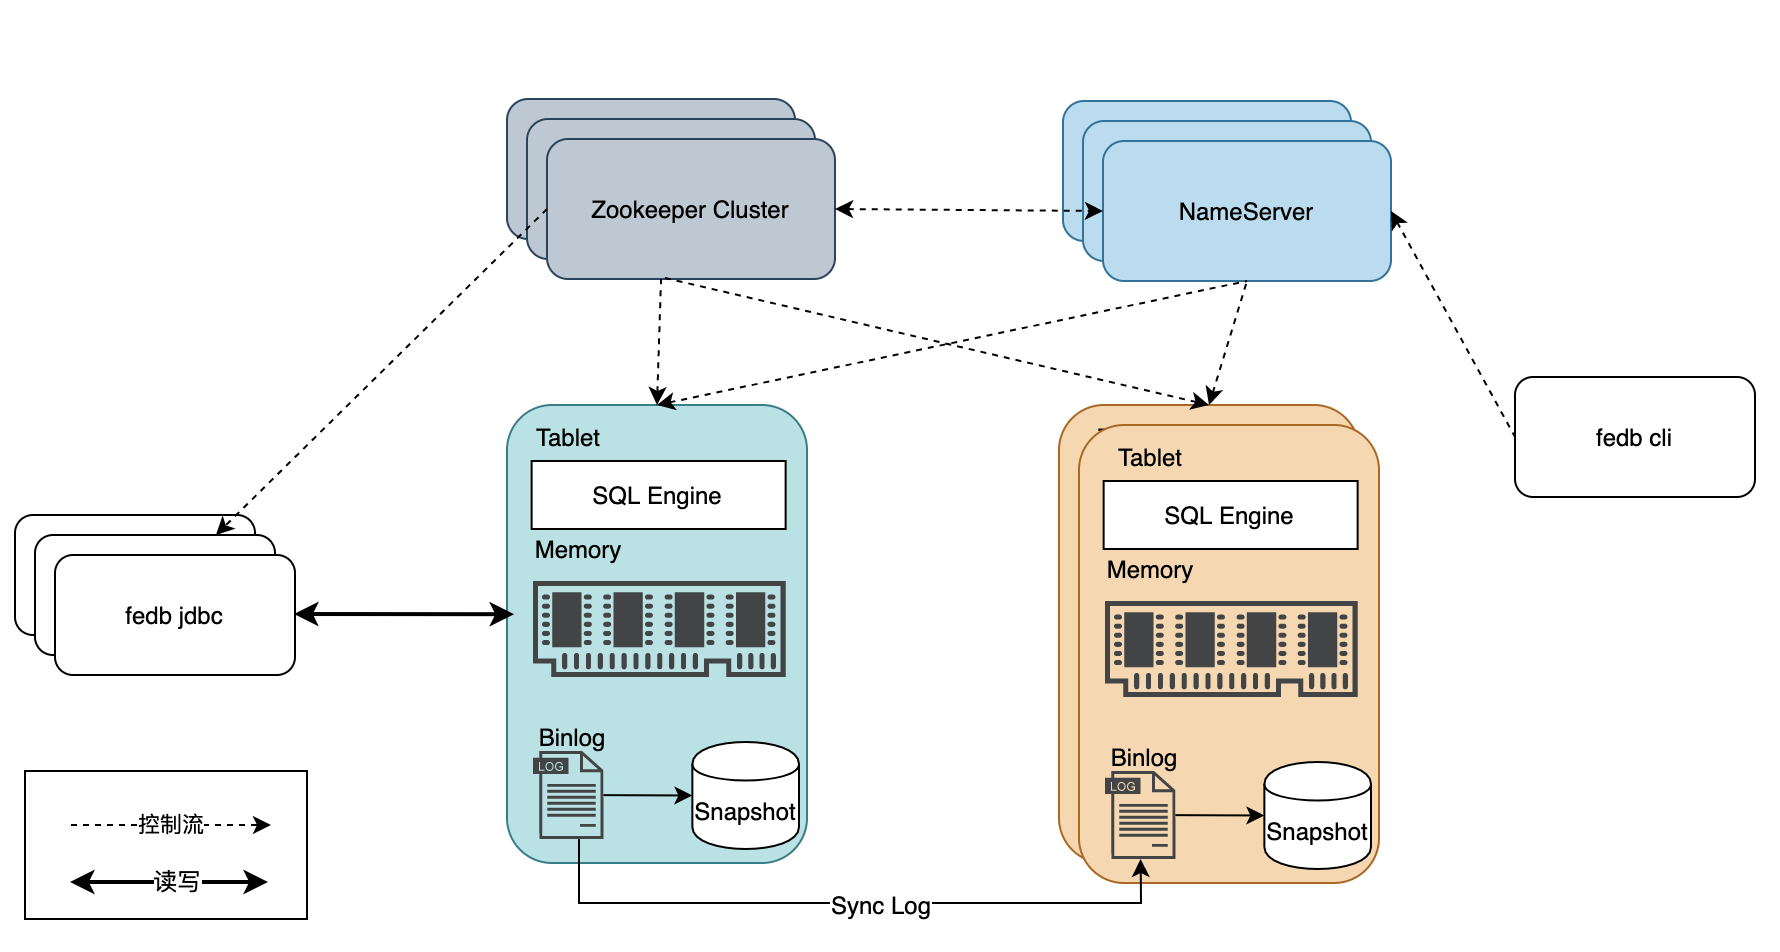 Zookeeper Cluster
NameServer
fedb cli
Tablet
SQL Engine
Memory
Tablet
SQL Engine
Memory
fedb jdbc
Binlog
LOG
Snapshot
Binlog
LOG
Snapshot
控制流
读写
Sync Log